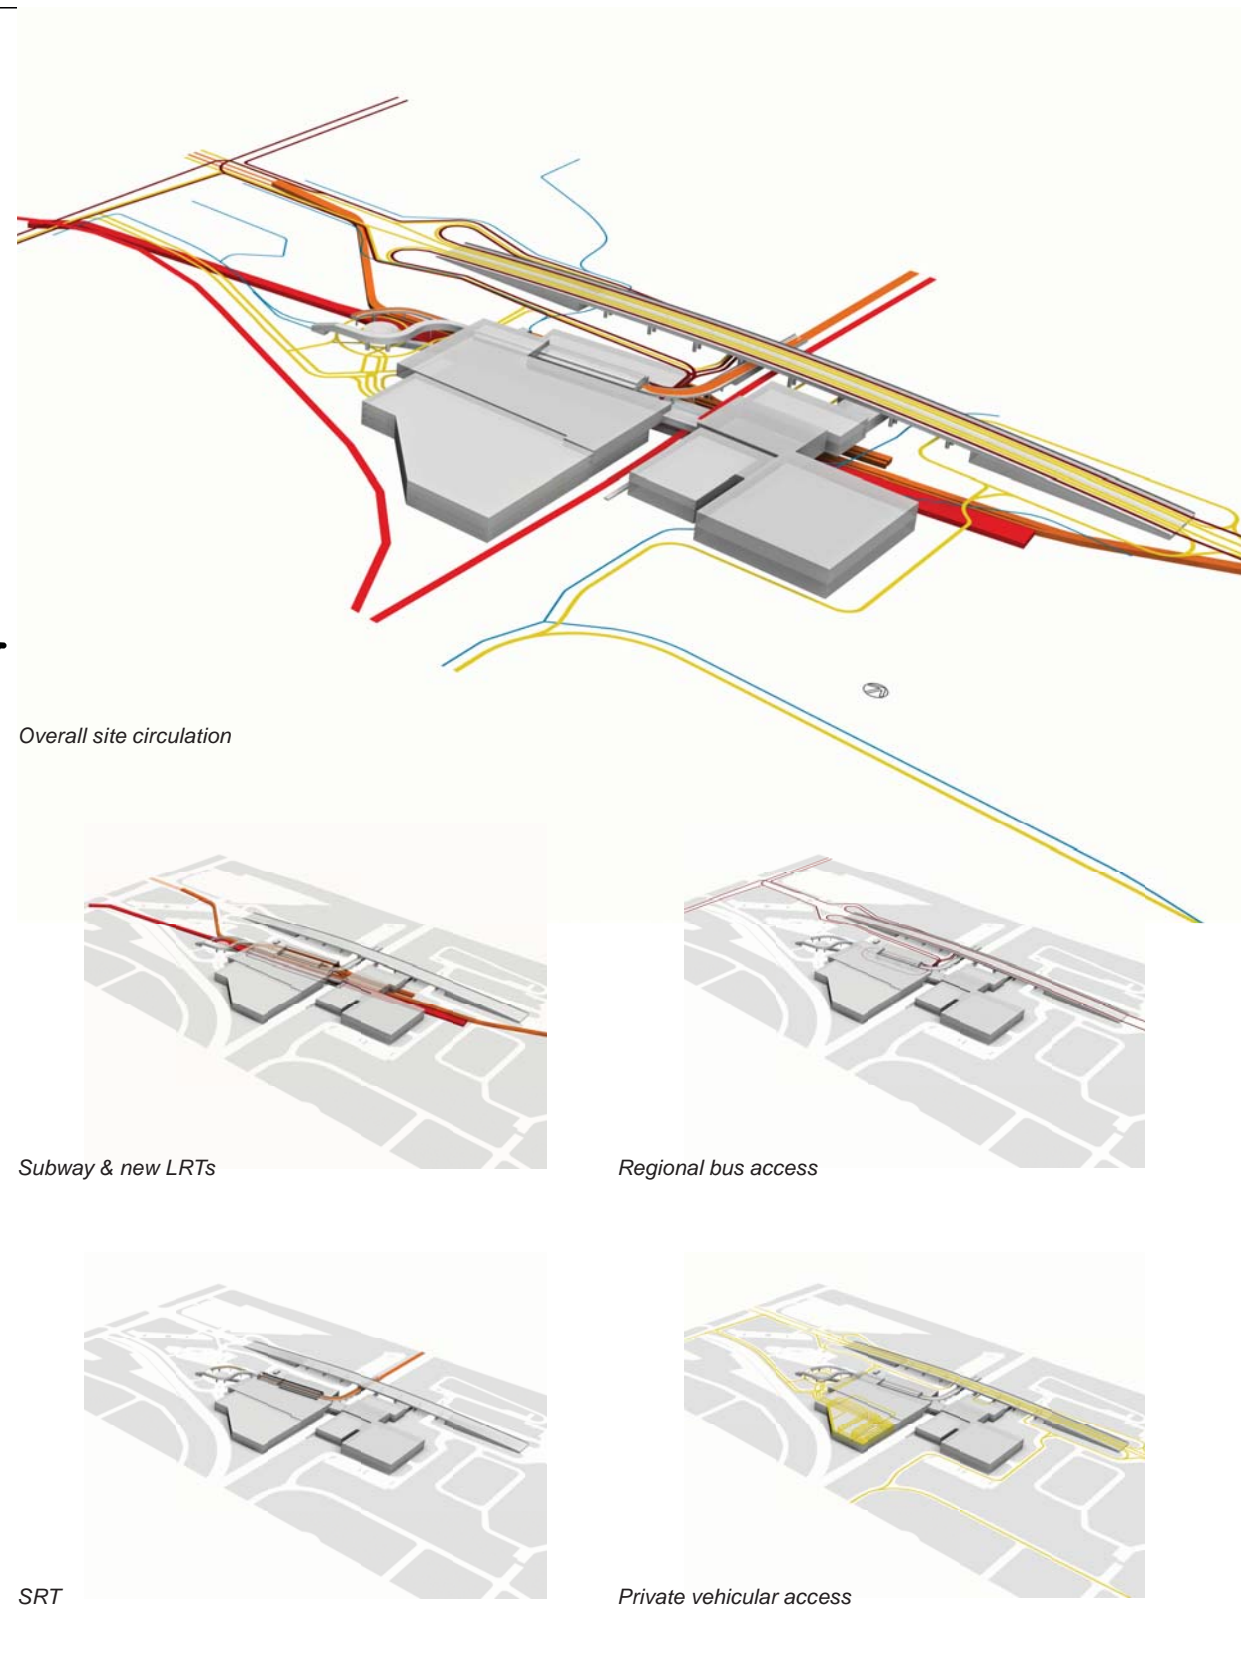 Overall site circulation
Subway & new LRTs
Regional bus access
SRT
Private vehicular access